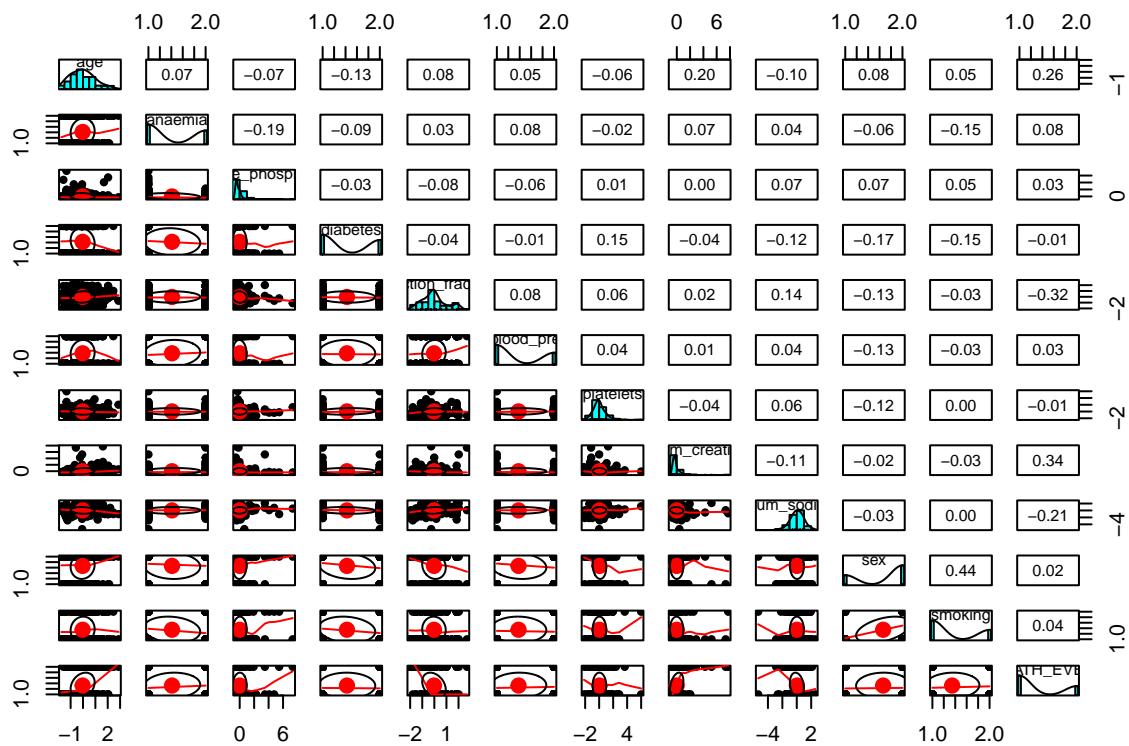 1.0 2.0 1.0 2.0 0 6 1.0 2.0
age 0.07 −0.07 −0.13 0.08 0.05 −0.06 0.20 −0.10 0.08 0.05 0.26 −1
1.0 anaemia −0.19 −0.09 0.03 0.08 −0.02 0.07 0.04 −0.06 −0.15 0.08
e_phosp −0.03 −0.08 −0.06 0.01 0.00 0.07 0.07 0.05 0.03 0
1.0 diabetes −0.04 −0.01 0.15 −0.04 −0.12 −0.17 −0.15 −0.01
ction_frac 0.08 0.06 0.02 0.14 −0.13 −0.03 −0.32 −2
1.0 blood_pre 0.04 0.01 0.04 −0.13 −0.03 0.03
platelets −0.04 0.06 −0.12 0.00 −0.01 −2
0 m_creati −0.11 −0.02 −0.03 0.34
um_sodi −0.03 0.00 −0.21 −4
1.0 sex 0.44 0.02
smoking 0.04 1.0
1.0 ATH_EVE
−1 2 0 6 −2 1 −2 4 −4 2 1.0 2.0